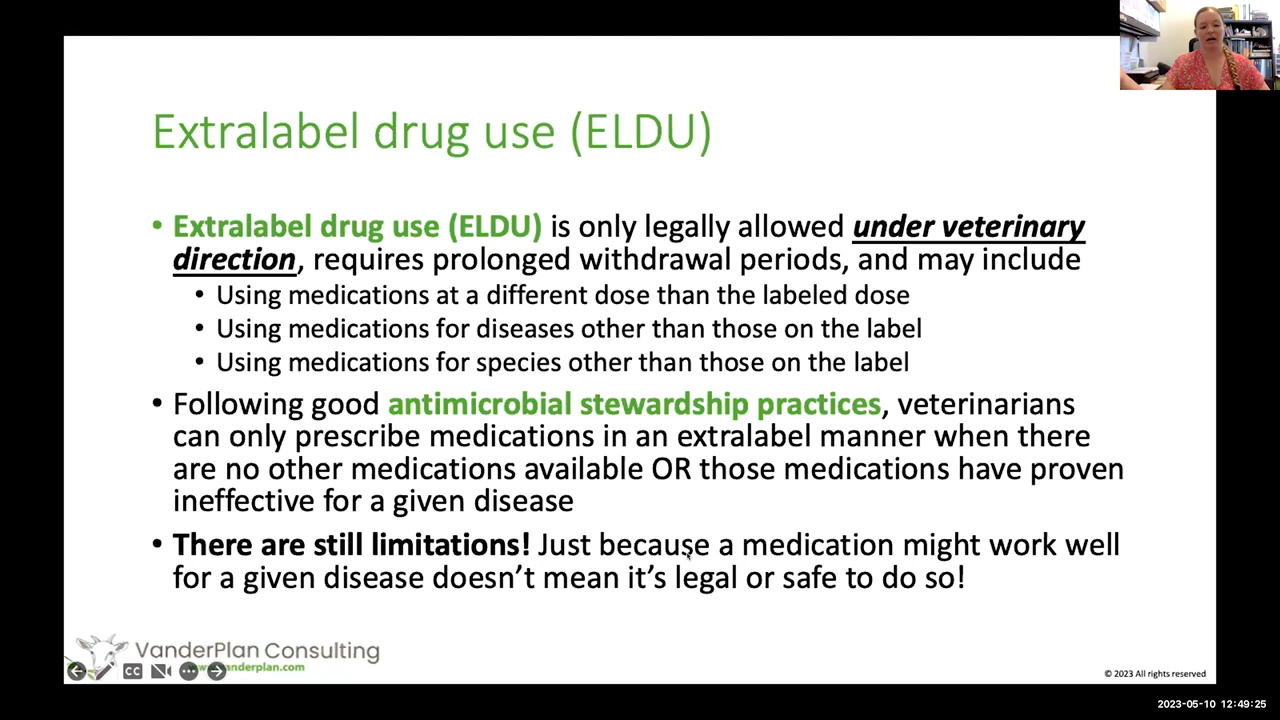 Extralabel drug use (ELDU)
• Extralabel drug use (ELDU) is only legally allowed under veterinary
direction, requires prolonged withdrawal periods, and may include
• Using medications at a different dose than the labeled dose
• Using medications for diseases other than those on the label
• Using medications for species other than those on the label
• Following good antimicrobial stewardship practices, veterinarians
can only prescribe medications in an extralabel manner when there
are no other medications available OR those medications have proven
ineffective for a given disease
• There are still limitations! Just because a medication might work well
for a given disease doesn’t mean it’s legal or safe to do so!
VanderPlan Consulting
anderplan.com
CC
© 2023 All rights reserved
2023-05-10 12:49:25